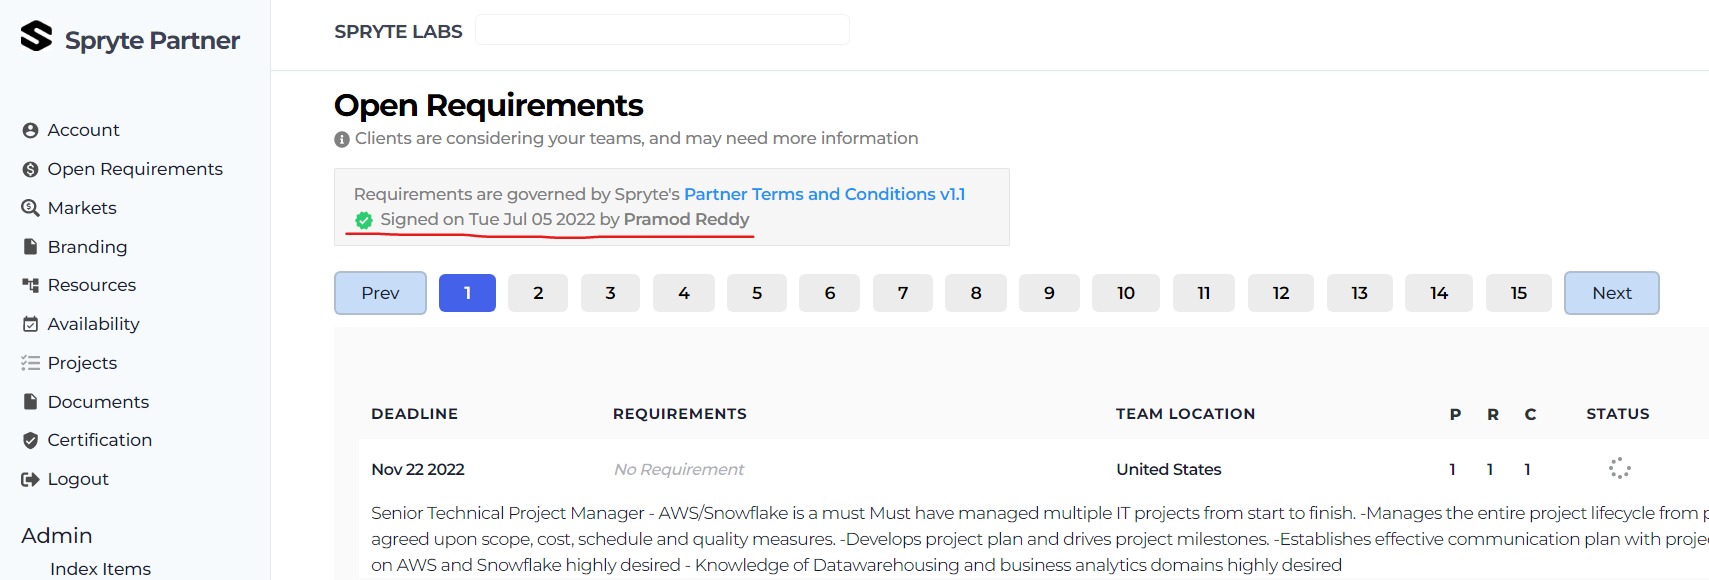 Spryte Partner
SPRYTE LABS
Account
Open Requirements
Markets
Branding
Resources
Availability
Projects
Documents
Certification
Logout
Admin
Index Items
Open Requirements
Clients are considering your teams, and may need more information
Requirements are governed by Spryte's Partner Terms and Conditions v1.1
Signed on Tue Jul 05 2022 by Pramod Reddy
Prev 1 2 3 4 5 6 7 8 9 10 11 12 13 14 15 Next
DEADLINE REQUIREMENTS TEAM LOCATION P R C STATUS
Nov 22 2022 No Requirement United States 1 1 1
Senior Technical Project Manager - AWS/Snowflake is a must Must have managed multiple IT projects from start to finish. -Manages the entire project lifecycle from
agreed upon scope, cost, schedule and quality measures. -Develops project plan and drives project milestones. -Establishes effective communication plan with
on AWS and Snowflake highly desired - Knowledge of Datawarehousing and business analytics domains highly desired